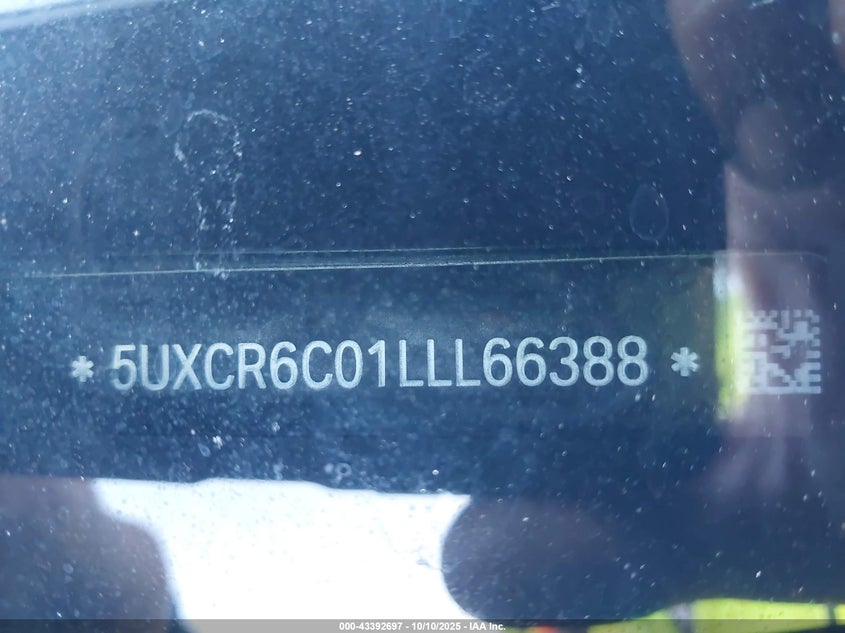 * 5UXCR6C01LLL66388 *
000-43392697 - 10/10/2025 - IAA Inc.